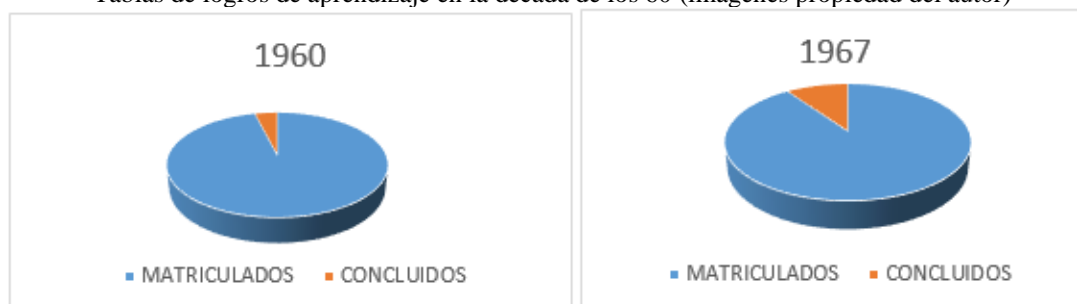 Tablas de logros de aprendizaje en la década de los 60 (imágenes propiedad del autor)
1960
MATRICULADOS CONCLUIDOS
1967
MATRICULADOS CONCLUIDOS